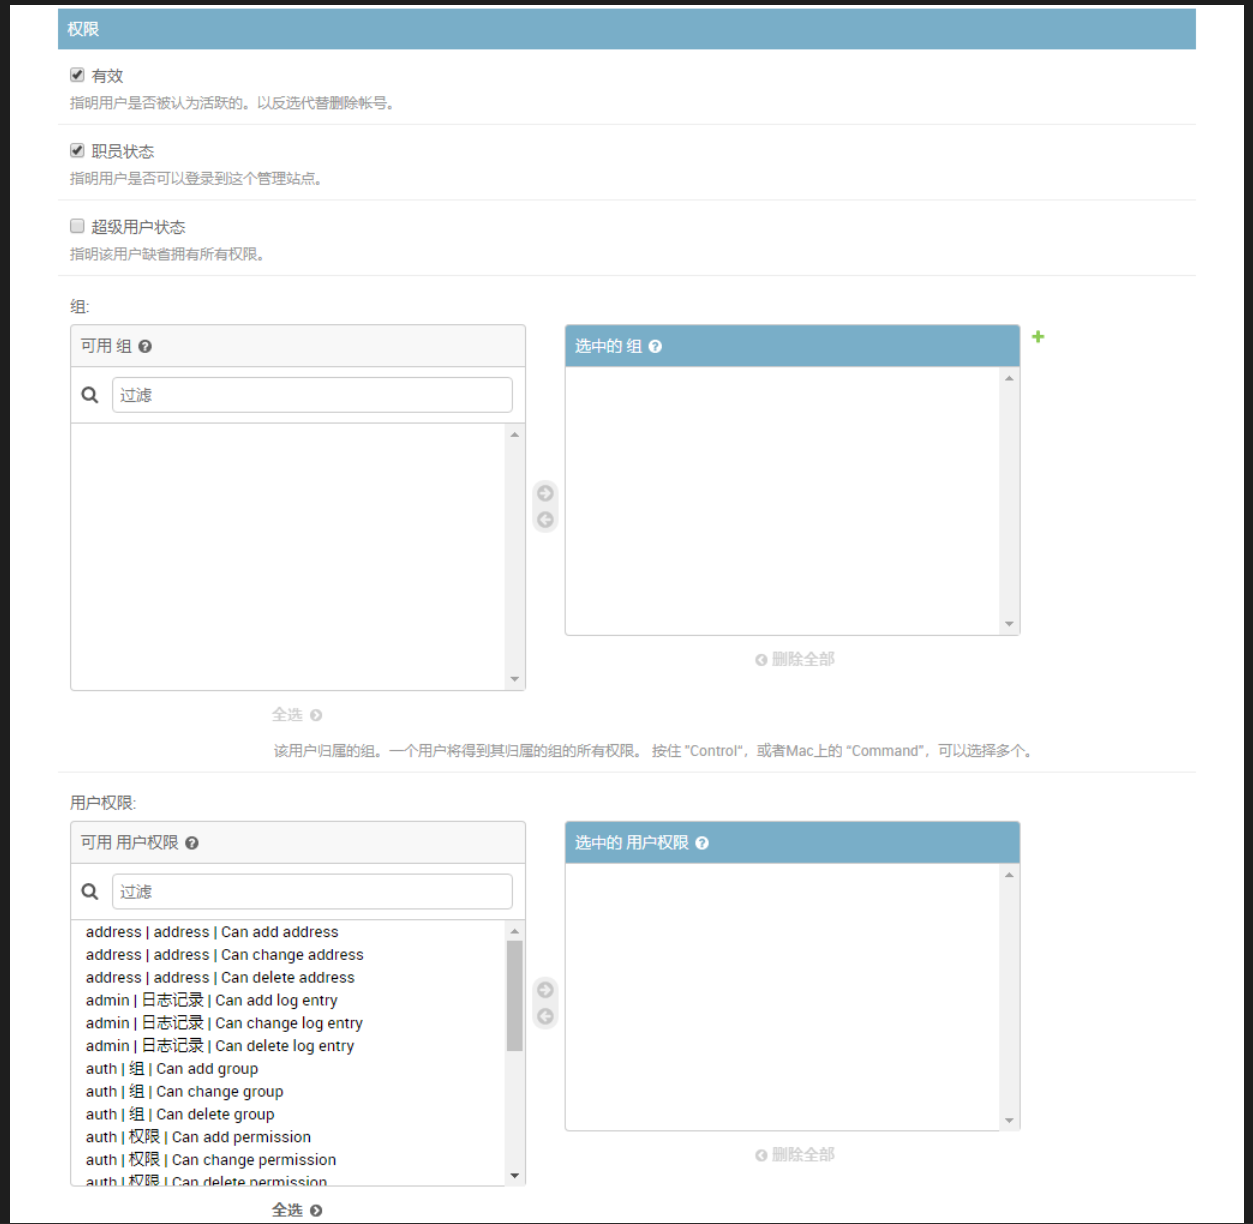 权限
有效
指明用户是否被认为活跃的。以反选代替删除帐号。
职员状态
指明用户是否可以登录到这个管理站点。
超级用户状态
指明该用户缺省拥有所有权限。
组:
可用 组
选中的 组
过滤
删除全部
全选
该用户归属的组。一个用户将得到其归属的组的所有权限。 按住 "Control“，或者Mac上的 “Command”，可以选择多个。
用户权限:
可用 用户权限
选中的 用户权限
过滤
address | address | Can add address
address | address | Can change address
address | address | Can delete address
admin | 日志记录 | Can add log entry
admin | 日志记录 | Can change log entry
admin | 日志记录 | Can delete log entry
auth | 组 | Can add group
auth | 组 | Can change group
auth | 组 | Can delete group
auth | 权限 | Can add permission
auth | 权限 | Can change permission
auth | 权限 | Can delete permission
删除全部
全选